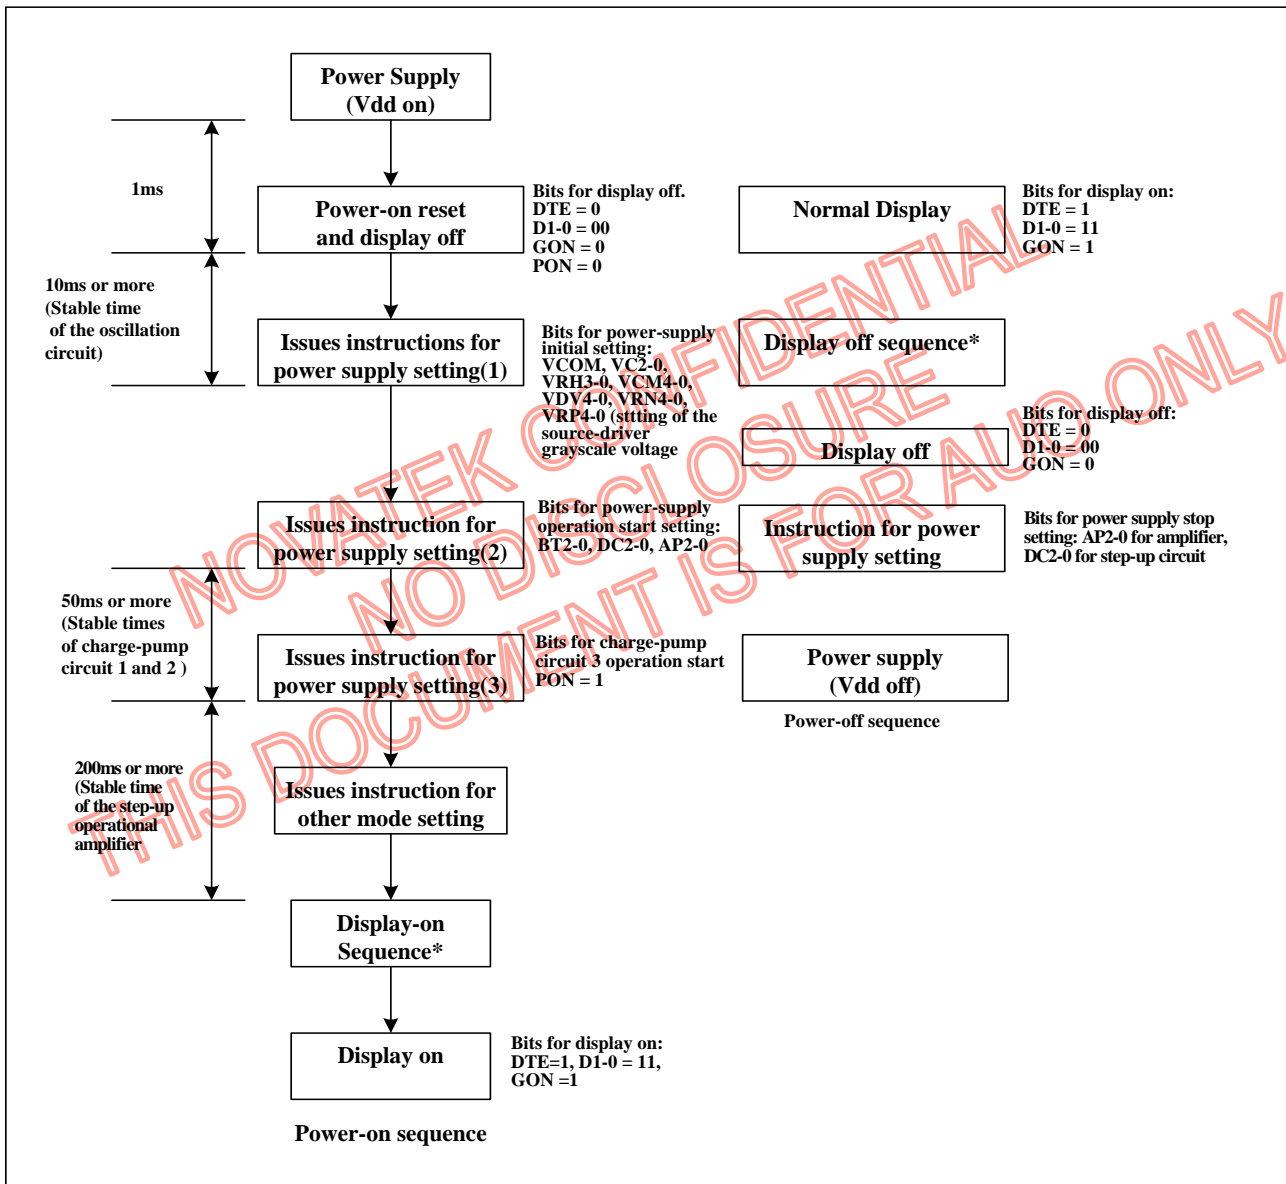 Power Supply
(Vdd on)
1ms
Power-on reset
and display off
Bits for display off.
DTE = 0
D1-0 = 00
GON = 0
PON = 0
Normal Display
Bits for display on:
DTE = 1
D1-0 = 11
GON = 1
10ms or more
(Stable time
of the oscillation
circuit)
Issues instructions for
power supply setting(1)
Bits for power-supply
initial setting:
VCOM, VC2-0,
VRH3-0, VCM4-0,
VDV4-0, VRN4-0,
VRP4-0 (stting of the
source-driver
grayscale voltage
Display off sequence*
Display off
Bits for display off:
DTE = 0
D1-0 = 00
GON = 0
Issues instruction for
power supply setting(2)
Bits for power-supply
operation start setting:
BT2-0, DC2-0, AP2-0
Instruction for power
supply setting
Bits for power supply stop
setting: AP2-0 for amplifier,
DC2-0 for step-up circuit
50ms or more
(Stable times
of charge-pump
circuit 1 and 2 )
Issues instruction for
power supply setting(3)
Bits for charge-pump
circuit 3 operation start
PON = 1
Power supply
(Vdd off)
Power-off sequence
200ms or more
(Stable time
of the step-up
operational
amplifier
Issues instruction for
other mode setting
Display-on
Sequence*
Display on
Bits for display on:
DTE=1, D1-0 = 11,
GON =1
Power-on sequence
NOVATEK CONFIDENTIAL
NO DISCLOSURE
THIS DOCUMENT IS FOR AUO ONLY